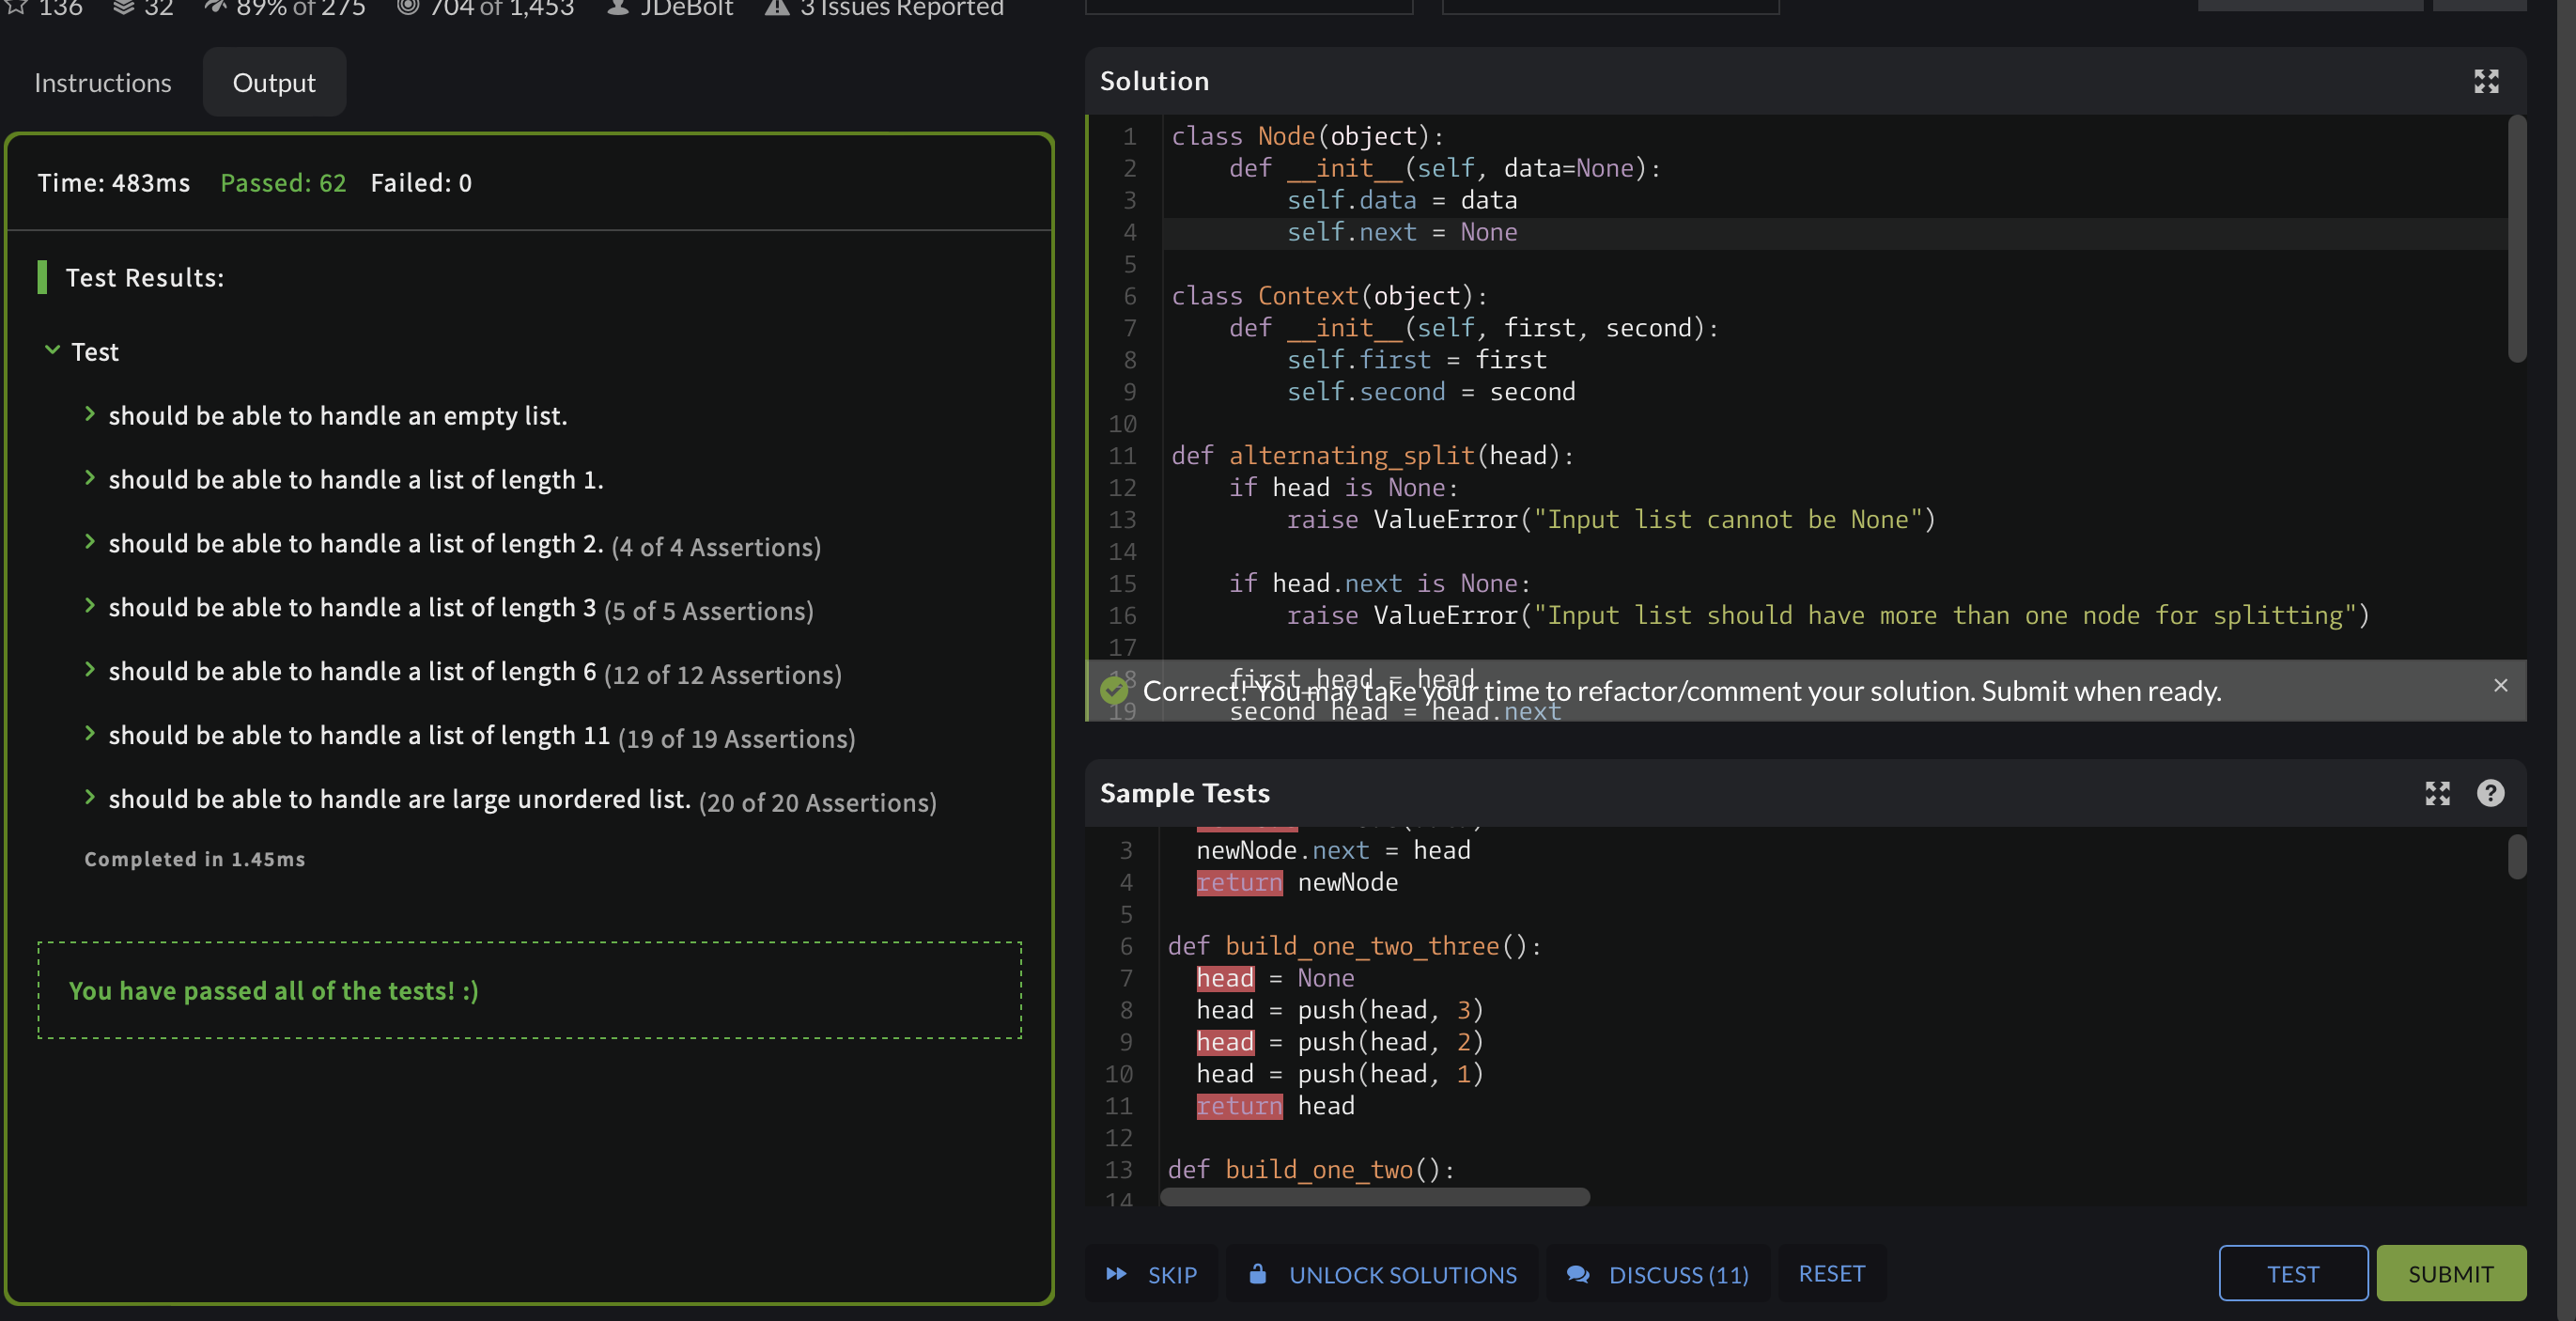 136 32 89% of 275 704 of 1,453 JDeBolt 3 Issues Reported
Instructions Output
Time: 483ms Passed: 62 Failed: 0
Test Results:
Test
should be able to handle an empty list.
should be able to handle a list of length 1.
should be able to handle a list of length 2. (4 of 4 Assertions)
should be able to handle a list of length 3 (5 of 5 Assertions)
should be able to handle a list of length 6 (12 of 12 Assertions)
should be able to handle a list of length 11 (19 of 19 Assertions)
should be able to handle are large unordered list. (20 of 20 Assertions)
Completed in 1.45ms
You have passed all of the tests! :)
Solution
1 class Node(object):
2     def __init__(self, data=None):
3         self.data = data
4         self.next = None
5
6 class Context(object):
7     def __init__(self, first, second):
8         self.first = first
9         self.second = second
10
11 def alternating_split(head):
12     if head is None:
13         raise ValueError("Input list cannot be None")
14
15     if head.next is None:
16         raise ValueError("Input list should have more than one node for splitting")
17
18     first_head = head
Correct! You may take your time to refactor/comment your solution. Submit when ready.
19     second_head = head.next
Sample Tests
3   newNode.next = head
4   return newNode
5
6 def build_one_two_three():
7   head = None
8   head = push(head, 3)
9   head = push(head, 2)
10   head = push(head, 1)
11   return head
12
13 def build_one_two():
14
SKIP UNLOCK SOLUTIONS DISCUSS (11) RESET TEST SUBMIT